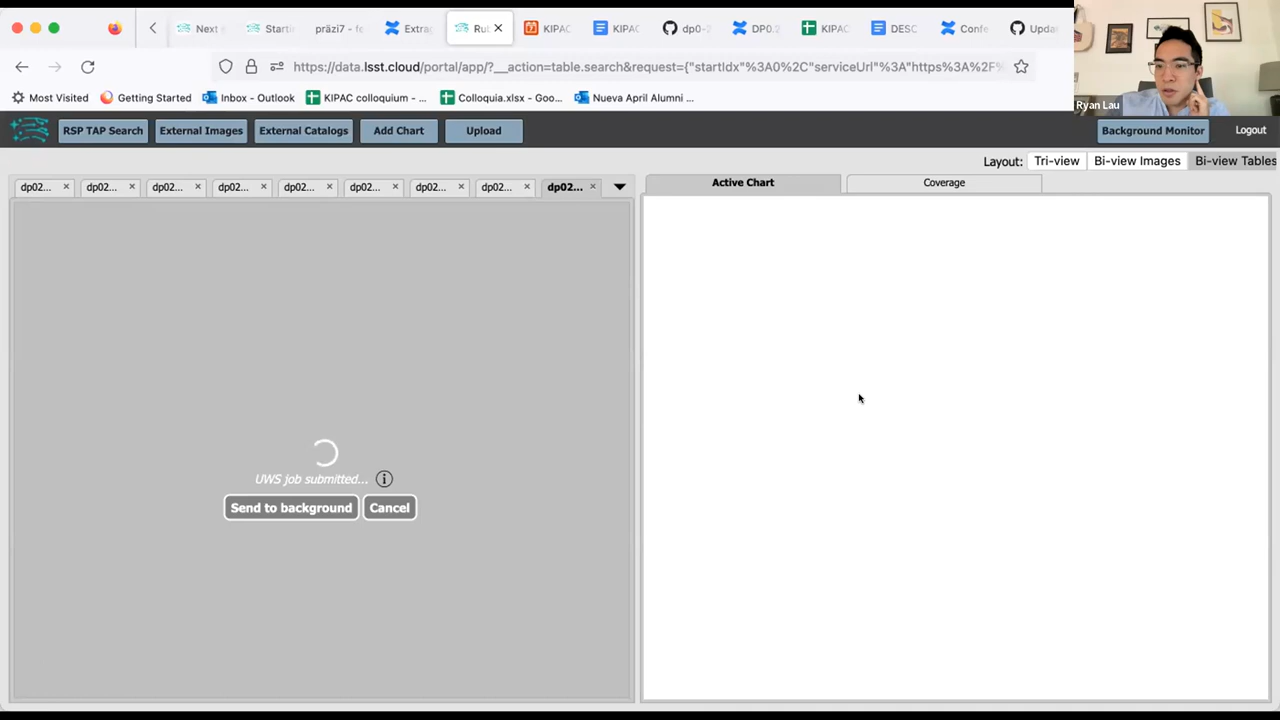 Next
Starti
präzi7 - fe
Extra
Rul
KIPAC
KIPAC
dp0-2
DP0.2
KIPAC
DESC
Confe
Upda
https://data.lsst.cloud/portal/app/?__action=table.search&request={"startIdx"%3A0%2C"serviceUrl"%3A"https%3A%2F%
Ryan Lau
Most Visited
Getting Started
Inbox - Outlook
KIPAC colloquium - ...
Colloquia.xlsx - Goo...
Nueva April Alumni ...
RSP TAP Search
External Images
External Catalogs
Add Chart
Upload
Background Monitor
Logout
Layout:
Tri-view
Bi-view Images
Bi-view Tables
dp02...
dp02...
dp02...
dp02...
dp02...
dp02...
dp02...
dp02...
dp02...
Active Chart
Coverage
UWS job submitted...
Send to background
Cancel